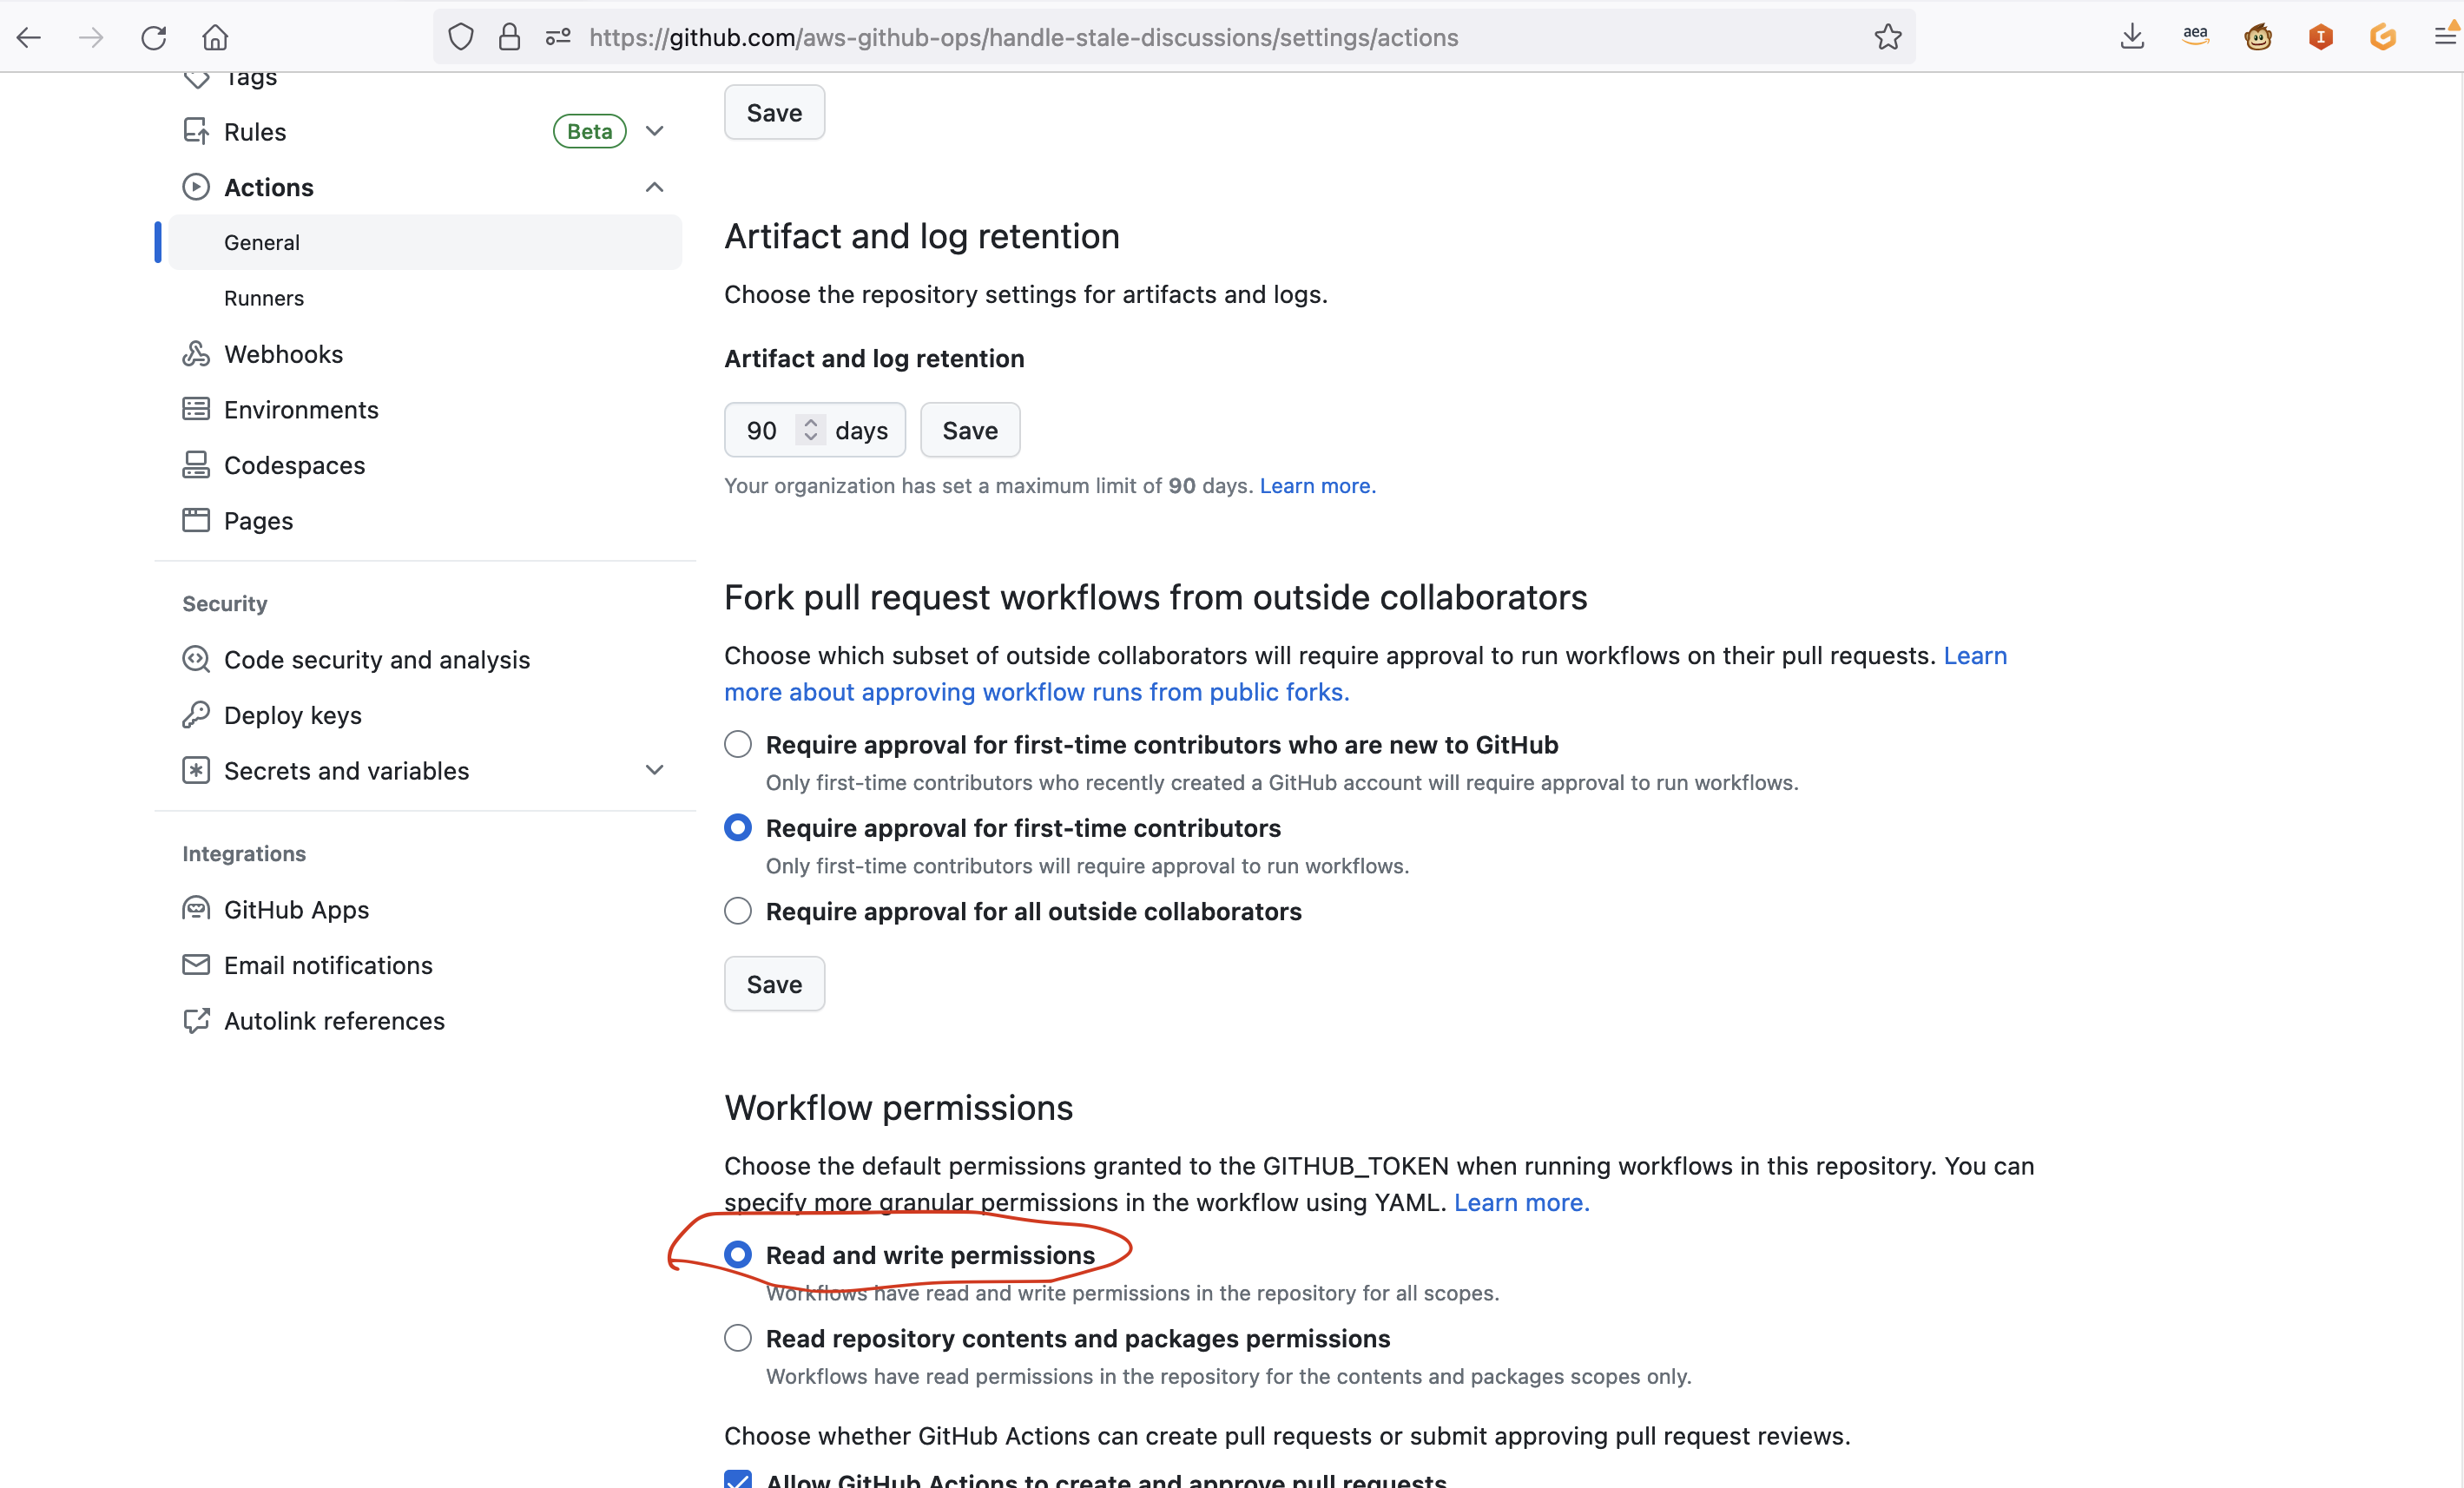 https://github.com/aws-github-ops/handle-stale-discussions/settings/actions
aea
Tags
Rules
Beta
Actions
General
Runners
Webhooks
Environments
Codespaces
Pages
Security
Code security and analysis
Deploy keys
Secrets and variables
Integrations
GitHub Apps
Email notifications
Autolink references
Save
Artifact and log retention
Choose the repository settings for artifacts and logs.
Artifact and log retention
90 days Save
Your organization has set a maximum limit of 90 days. Learn more.
Fork pull request workflows from outside collaborators
Choose which subset of outside collaborators will require approval to run workflows on their pull requests. Learn
more about approving workflow runs from public forks.
Require approval for first-time contributors who are new to GitHub
Only first-time contributors who recently created a GitHub account will require approval to run workflows.
Require approval for first-time contributors
Only first-time contributors will require approval to run workflows.
Require approval for all outside collaborators
Save
Workflow permissions
Choose the default permissions granted to the GITHUB_TOKEN when running workflows in this repository. You can
specify more granular permissions in the workflow using YAML. Learn more.
Read and write permissions
Workflows have read and write permissions in the repository for all scopes.
Read repository contents and packages permissions
Workflows have read permissions in the repository for the contents and packages scopes only.
Choose whether GitHub Actions can create pull requests or submit approving pull request reviews.
Allow GitHub Actions to create and approve pull requests